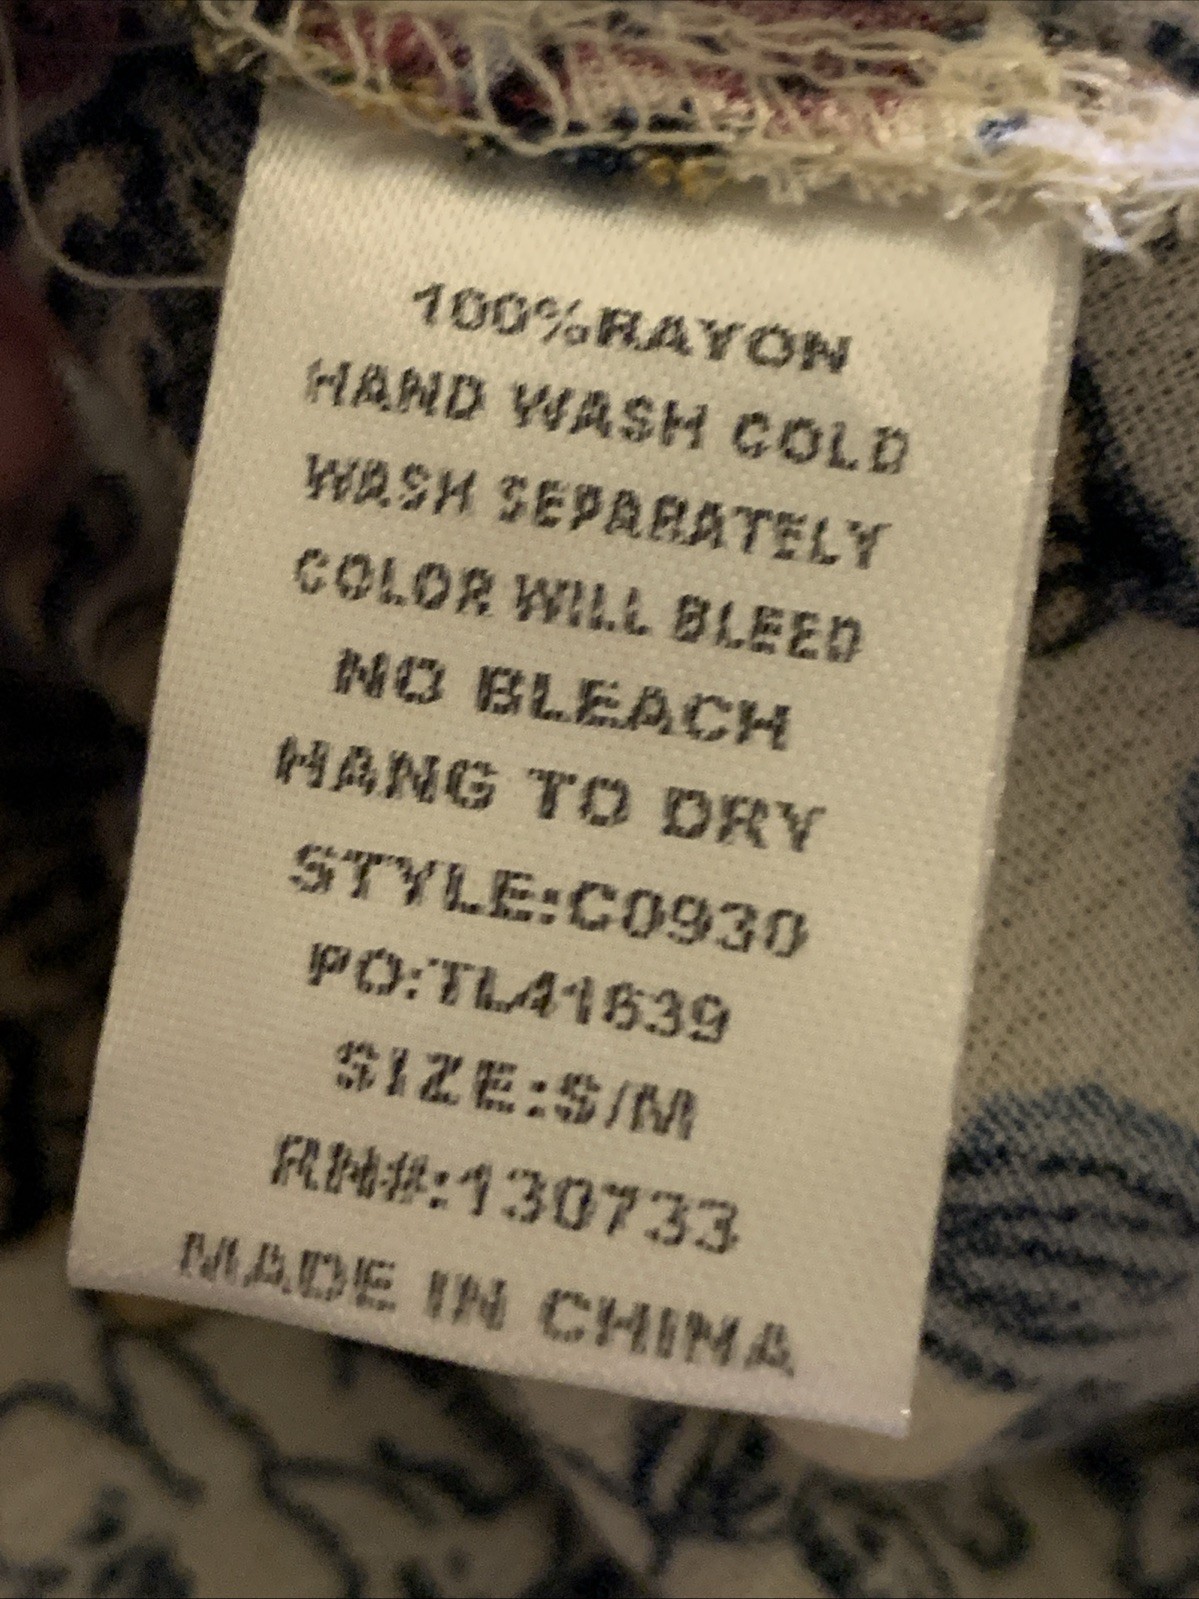 100%RAYON
HAND WASH COLD
WASH SEPARATELY
COLOR WILL BLEED
NO BLEACH
HANG TO DRY
STYLE:C0930
PO:TL41639
SIZE:S/M
RN#:130733
MADE IN CHINA